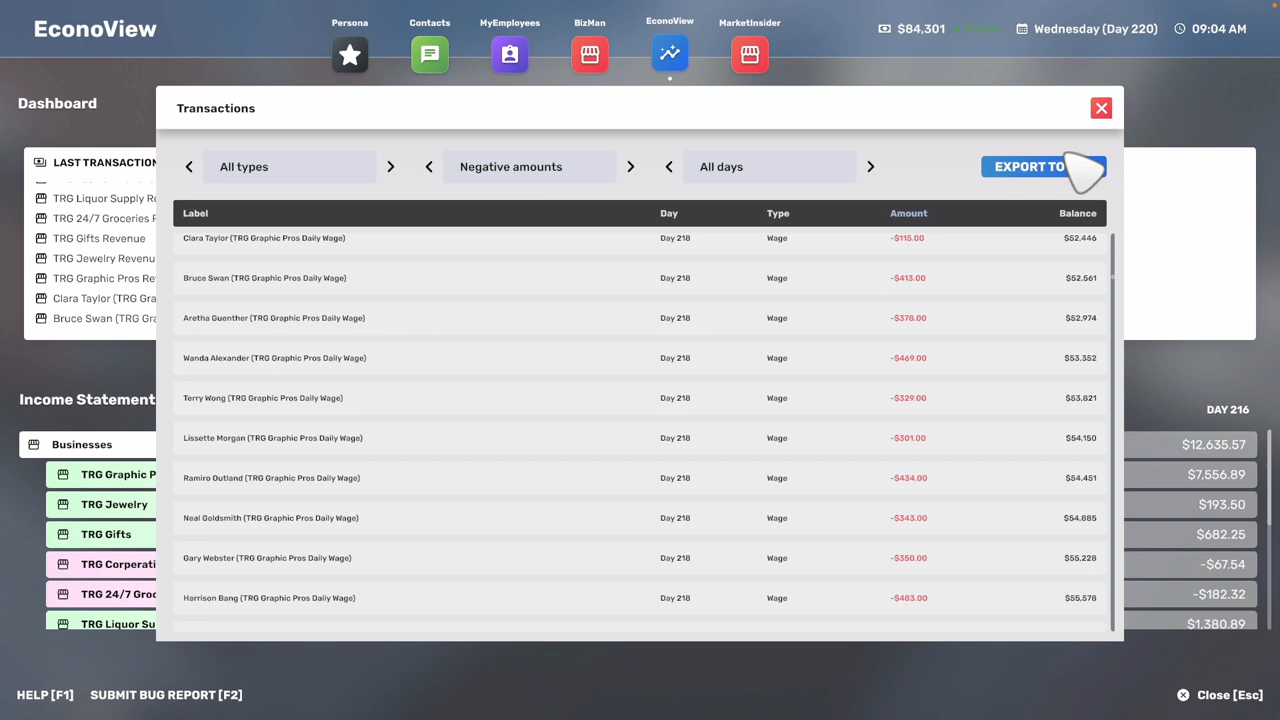 EconoView
Persona
Contacts
MyEmployees
BizMan
EconoView
MarketInsider
$84,301
Wednesday (Day 220)
09:04 AM
Dashboard
Transactions
LAST TRANSACTION
TRG Liquor Supply
TRG 24/7 Groceries
TRG Gifts Revenue
TRG Jewelry
TRG Graphic Pros
Clara Taylor (TRG
Bruce Swan (TRG
All types
Negative amounts
All days
EXPORT TO
Label Day Type Amount Balance
Clara Taylor (TRG Graphic Pros Daily Wage) Day 218 Wage -$115.00 $52,446
Bruce Swan (TRG Graphic Pros Daily Wage) Day 218 Wage -$413.00 $52,561
Aretha Guenther (TRG Graphic Pros Daily Wage) Day 218 Wage -$378.00 $52,974
Wanda Alexander (TRG Graphic Pros Daily Wage) Day 218 Wage -$469.00 $53,352
Terry Wong (TRG Graphic Pros Daily Wage) Day 218 Wage -$329.00 $53,821
Lissette Morgan (TRG Graphic Pros Daily Wage) Day 218 Wage -$301.00 $54,150
Ramiro Outland (TRG Graphic Pros Daily Wage) Day 218 Wage -$434.00 $54,451
Neal Goldsmith (TRG Graphic Pros Daily Wage) Day 218 Wage -$343.00 $54,885
Gary Webster (TRG Graphic Pros Daily Wage) Day 218 Wage -$350.00 $55,228
Harrison Bang (TRG Graphic Pros Daily Wage) Day 218 Wage -$483.00 $55,578
Income Statement
DAY 216
Businesses $12,635.57
TRG Graphic P $7,556.89
TRG Jewelry $193.50
TRG Gifts $682.25
TRG Corperati -$67.54
TRG 24/7 Groc -$182.32
TRG Liquor Su $1,380.89
HELP [F1]
SUBMIT BUG REPORT [F2]
Close [Esc]